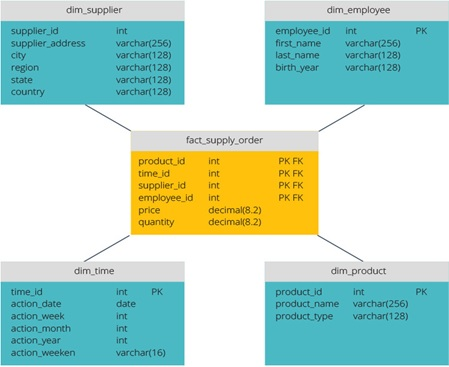 dim_supplier
supplier_id int
supplier_address varchar(256)
city varchar(128)
region varchar(128)
state varchar(128)
country varchar(128)
dim_employee
employee_id int PK
first_name varchar(256)
last_name varchar(128)
birth_year varchar(128)
fact_supply_order
product_id int PK FK
time_id int PK FK
supplier_id int PK FK
employee_id int PK FK
price decimal(8.2)
quantity decimal(8.2)
dim_time
time_id int PK
action_date date
action_week int
action_month int
action_year int
action_weeken varchar(16)
dim_product
product_id int PK
product_name varchar(256)
product_type varchar(128)